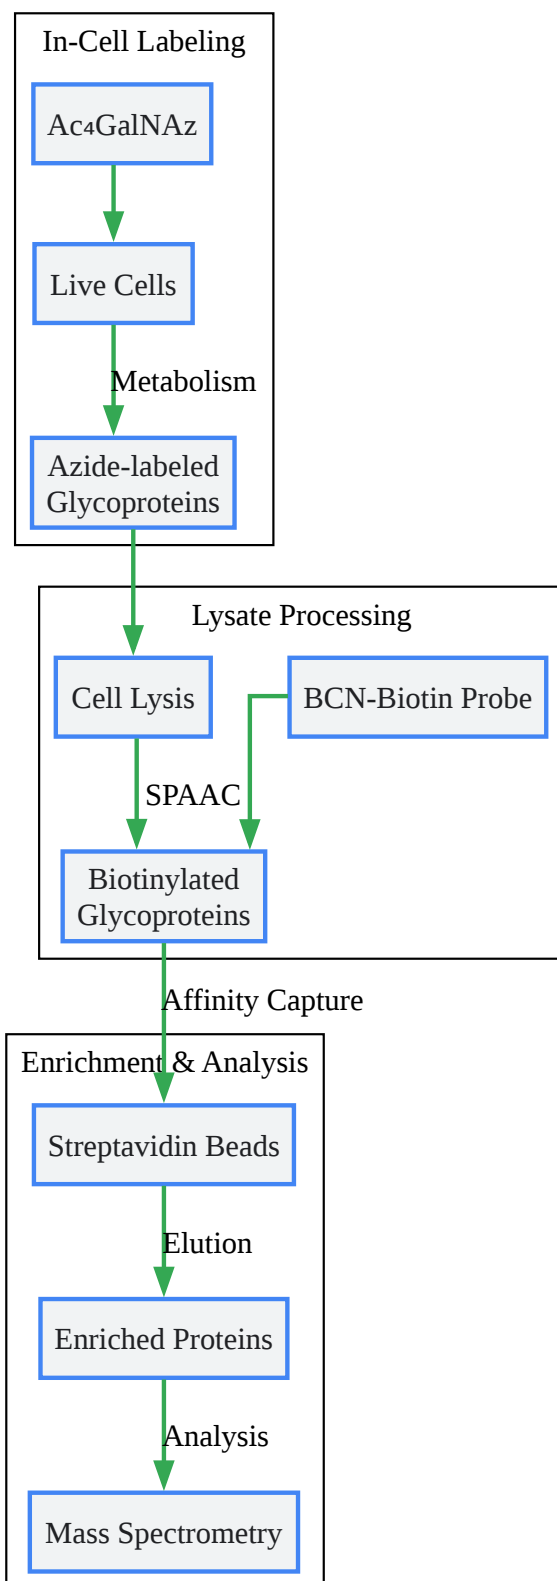 In-Cell Labeling
Ac₄GalNAz
Live Cells
Metabolism
Azide-labeled
Glycoproteins
Lysate Processing
Cell Lysis
BCN-Biotin Probe
SPAAC
Biotinylated
Glycoproteins
Affinity Capture
Enrichment & Analysis
Streptavidin Beads
Elution
Enriched Proteins
Analysis
Mass Spectrometry